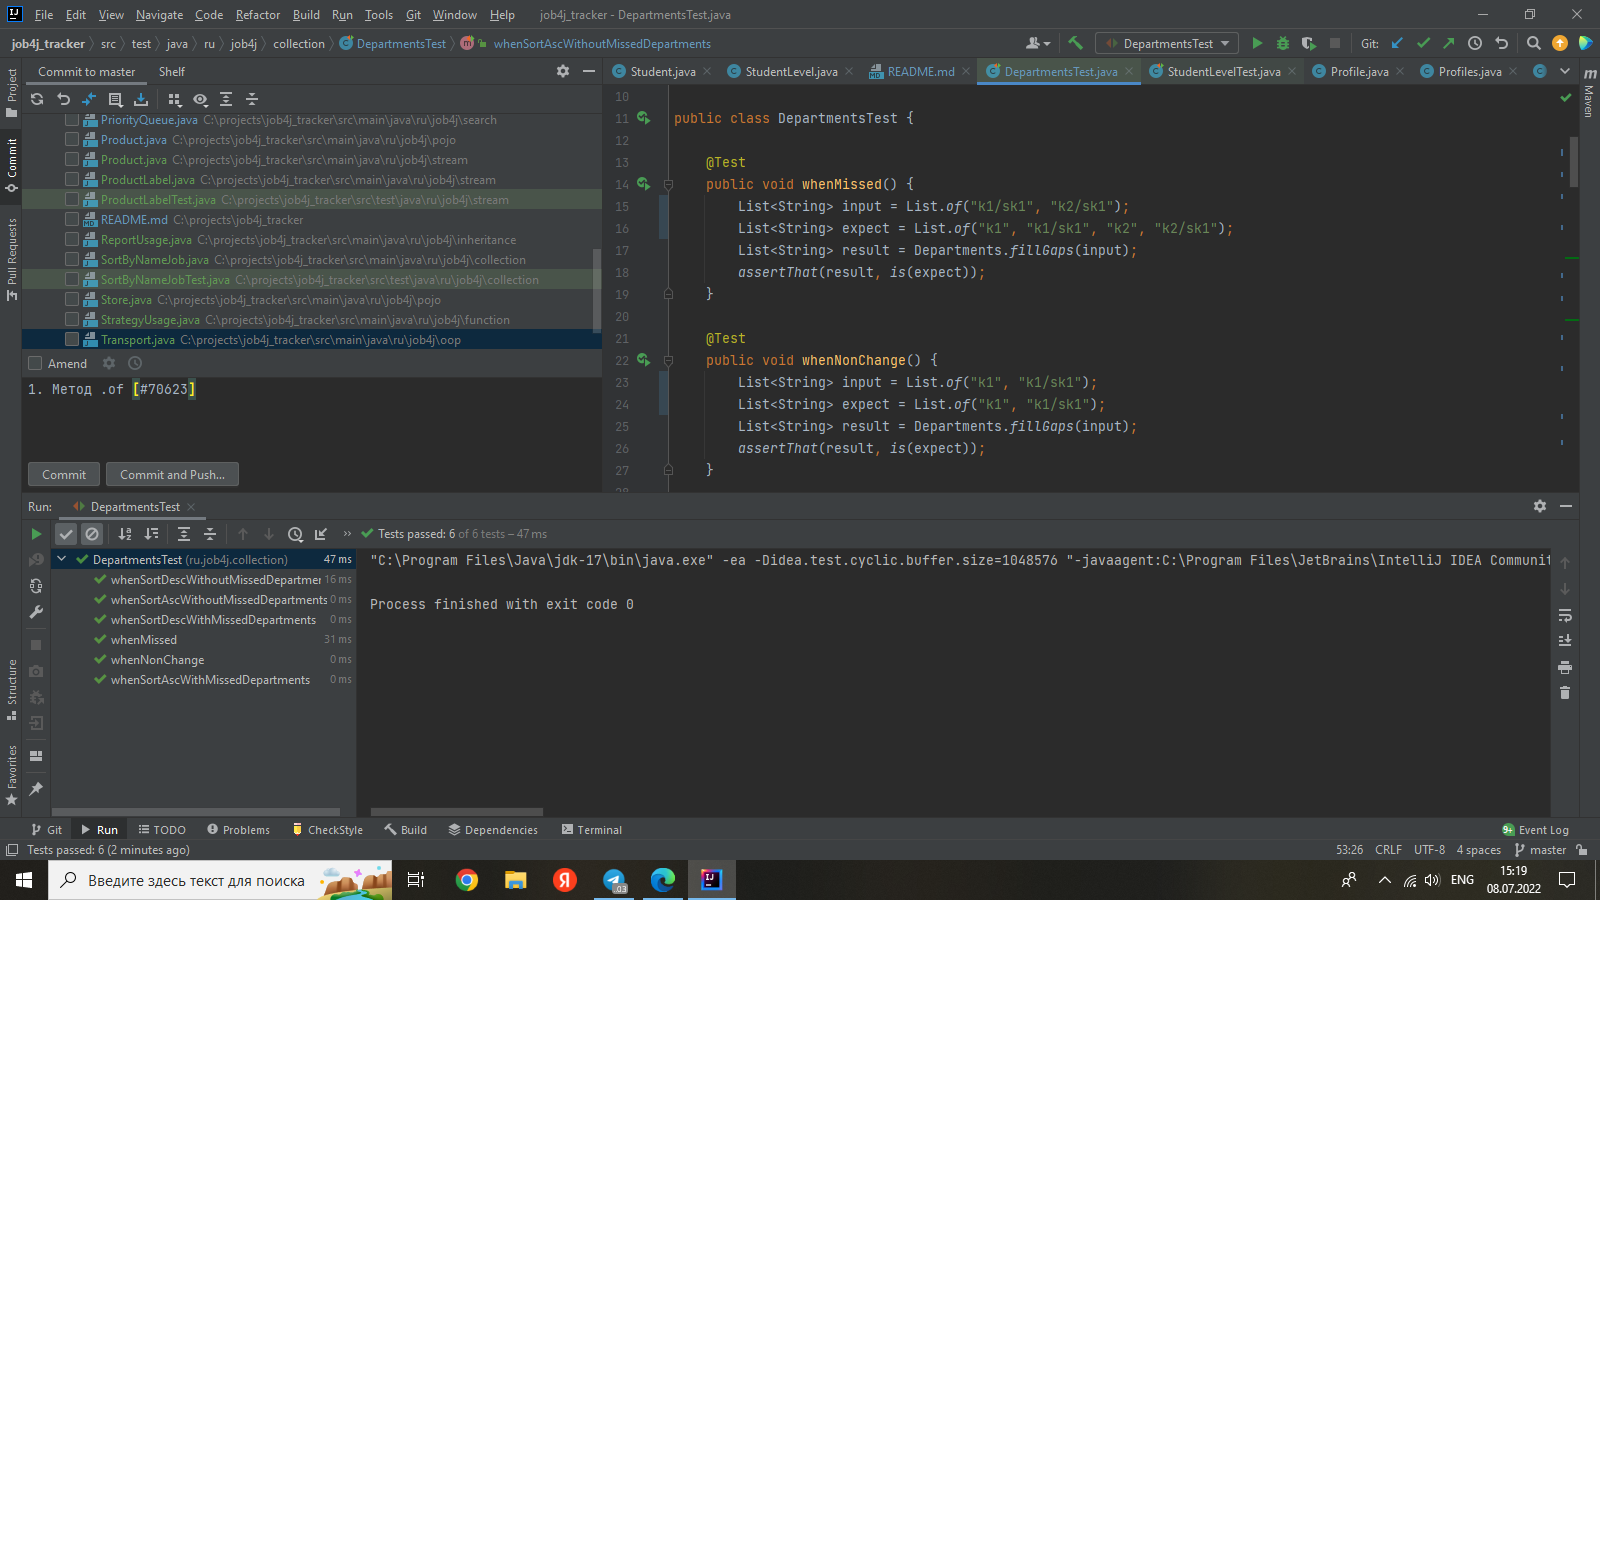 File Edit View Navigate Code Refactor Build Run Tools Git Window Help job4j_tracker - DepartmentsTest.java
job4j_tracker src test java ru job4j collection DepartmentsTest whenSortAscWithoutMissedDepartments DepartmentsTest Git:
Project
Commit
Pull Requests
Structure
Favorites
Commit to master Shelf
PriorityQueue.java C:\projects\job4j_tracker\src\main\java\ru\job4j\search
Product.java C:\projects\job4j_tracker\src\main\java\ru\job4j\pojo
Product.java C:\projects\job4j_tracker\src\main\java\ru\job4j\stream
ProductLabel.java C:\projects\job4j_tracker\src\main\java\ru\job4j\stream
ProductLabelTest.java C:\projects\job4j_tracker\src\test\java\ru\job4j\stream
README.md C:\projects\job4j_tracker
ReportUsage.java C:\projects\job4j_tracker\src\main\java\ru\job4j\inheritance
SortByNameJob.java C:\projects\job4j_tracker\src\main\java\ru\job4j\collection
SortByNameJobTest.java C:\projects\job4j_tracker\src\test\java\ru\job4j\collection
Store.java C:\projects\job4j_tracker\src\main\java\ru\job4j\pojo
StrategyUsage.java C:\projects\job4j_tracker\src\main\java\ru\job4j\function
Transport.java C:\projects\job4j_tracker\src\main\java\ru\job4j\oop
Amend
1. Метод .of [#70623]
Commit Commit and Push...
Student.java StudentLevel.java README.md DepartmentsTest.java StudentLevelTest.java Profile.java Profiles.java
Maven
10
11 public class DepartmentsTest {
12
13 @Test
14 public void whenMissed() {
15 List<String> input = List.of("k1/sk1", "k2/sk1");
16 List<String> expect = List.of("k1", "k1/sk1", "k2", "k2/sk1");
17 List<String> result = Departments.fillGaps(input);
18 assertThat(result, is(expect));
19 }
20
21 @Test
22 public void whenNonChange() {
23 List<String> input = List.of("k1", "k1/sk1");
24 List<String> expect = List.of("k1", "k1/sk1");
25 List<String> result = Departments.fillGaps(input);
26 assertThat(result, is(expect));
27 }
Run: DepartmentsTest
Tests passed: 6 of 6 tests – 47 ms
DepartmentsTest (ru.job4j.collection) 47 ms
whenSortDescWithoutMissedDepartmer 16 ms
whenSortAscWithoutMissedDepartments 0 ms
whenSortDescWithMissedDepartments 0 ms
whenMissed 31 ms
whenNonChange 0 ms
whenSortAscWithMissedDepartments 0 ms
"C:\Program Files\Java\jdk-17\bin\java.exe" -ea -Didea.test.cyclic.buffer.size=1048576 "-javaagent:C:\Program Files\JetBrains\IntelliJ IDEA Communit
Process finished with exit code 0
Git Run TODO Problems CheckStyle Build Dependencies Terminal 9+ Event Log
Tests passed: 6 (2 minutes ago) 53:26 CRLF UTF-8 4 spaces master
Введите здесь текст для поиска ENG 15:19
08.07.2022